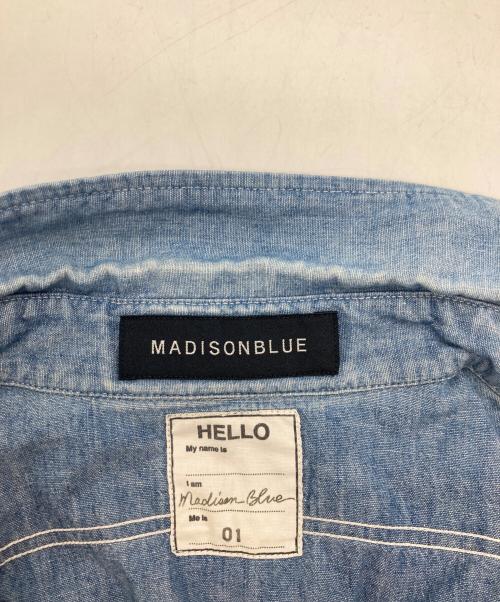 MADISONBLUE
HELLO
My name is
I am
Madison Blue
Me is
01